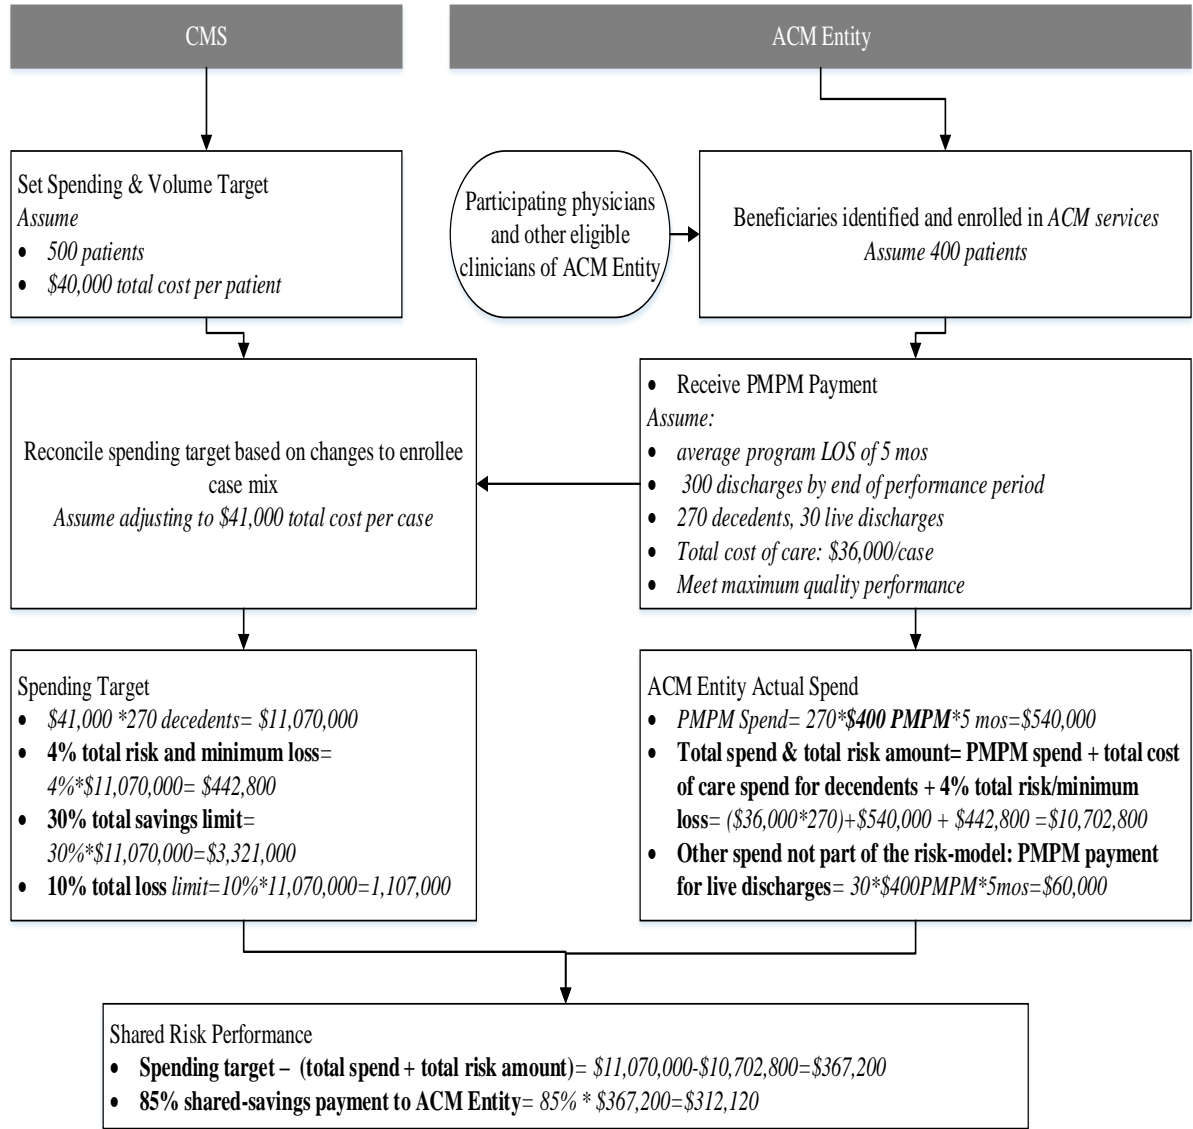 CMS
ACM Entity
Set Spending & Volume Target
Assume
• 500 patients
• $40,000 total cost per patient
Participating physicians
and other eligible
clinicians of ACM Entity
Beneficiaries identified and enrolled in ACM services
Assume 400 patients
Reconcile spending target based on changes to enrollee
case mix
Assume adjusting to $41,000 total cost per case
• Receive PMPM Payment
Assume:
• average program LOS of 5 mos
• 300 discharges by end of performance period
• 270 decedents, 30 live discharges
• Total cost of care: $36,000/case
• Meet maximum quality performance
Spending Target
• $41,000 *270 decedents= $11,070,000
• 4% total risk and minimum loss=
4%*$11,070,000= $442,800
• 30% total savings limit=
30%*$11,070,000=$3,321,000
• 10% total loss limit=10%*11,070,000=1,107,000
ACM Entity Actual Spend
• PMPM Spend= 270*$400 PMPM*5 mos=$540,000
• Total spend & total risk amount= PMPM spend + total cost
of care spend for decendents + 4% total risk/minimum
loss= ($36,000*270)+$540,000 + $442,800 =$10,702,800
• Other spend not part of the risk-model: PMPM payment
for live discharges= 30*$400PMPM*5mos=$60,000
Shared Risk Performance
• Spending target – (total spend + total risk amount)= $11,070,000-$10,702,800=$367,200
• 85% shared-savings payment to ACM Entity= 85% * $367,200=$312,120